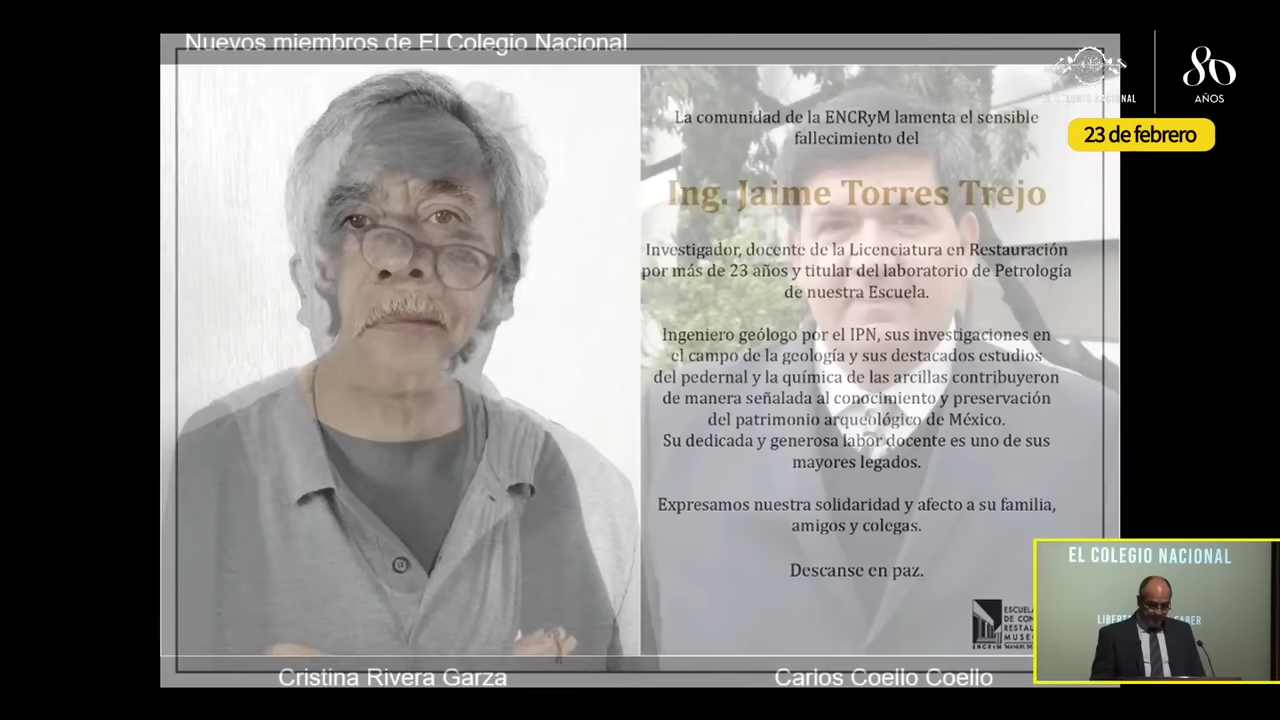 Nuevos miembros de El Colegio Nacional
EL COLEGIO NACIONAL
80
AÑOS
23 de febrero
La comunidad de la ENCRyM lamenta el sensible
fallecimiento del
Ing. Jaime Torres Trejo
Investigador, docente de la Licenciatura en Restauración
por más de 23 años y titular del laboratorio de Petrología
de nuestra Escuela.
Ingeniero geólogo por el IPN, sus investigaciones en
el campo de la geología y sus destacados estudios
del pedernal y la química de las arcillas contribuyeron
de manera señalada al conocimiento y preservación
del patrimonio arqueológico de México.
Su dedicada y generosa labor docente es uno de sus
mayores legados.
Expresamos nuestra solidaridad y afecto a su familia,
amigos y colegas.
Descanse en paz.
ENCRYM
Cristina Rivera Garza
Carlos Coello Coello
EL COLEGIO NACIONAL